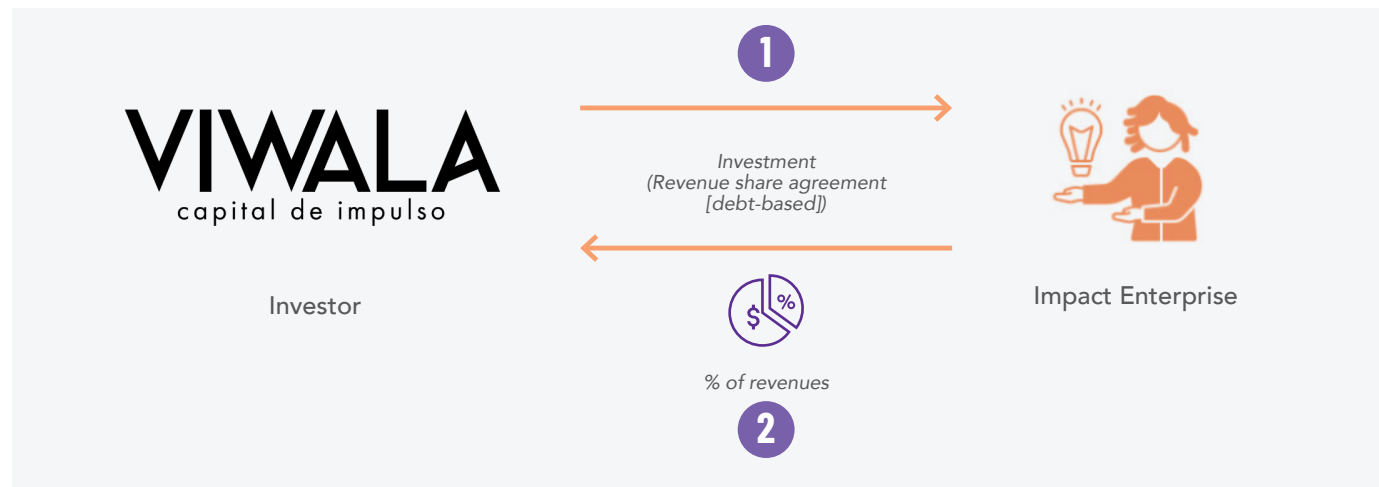 1
VIWALA
capital de impulso
Investor
Investment
(Revenue share agreement
[debt-based])
$ %
% of revenues
2
Impact Enterprise